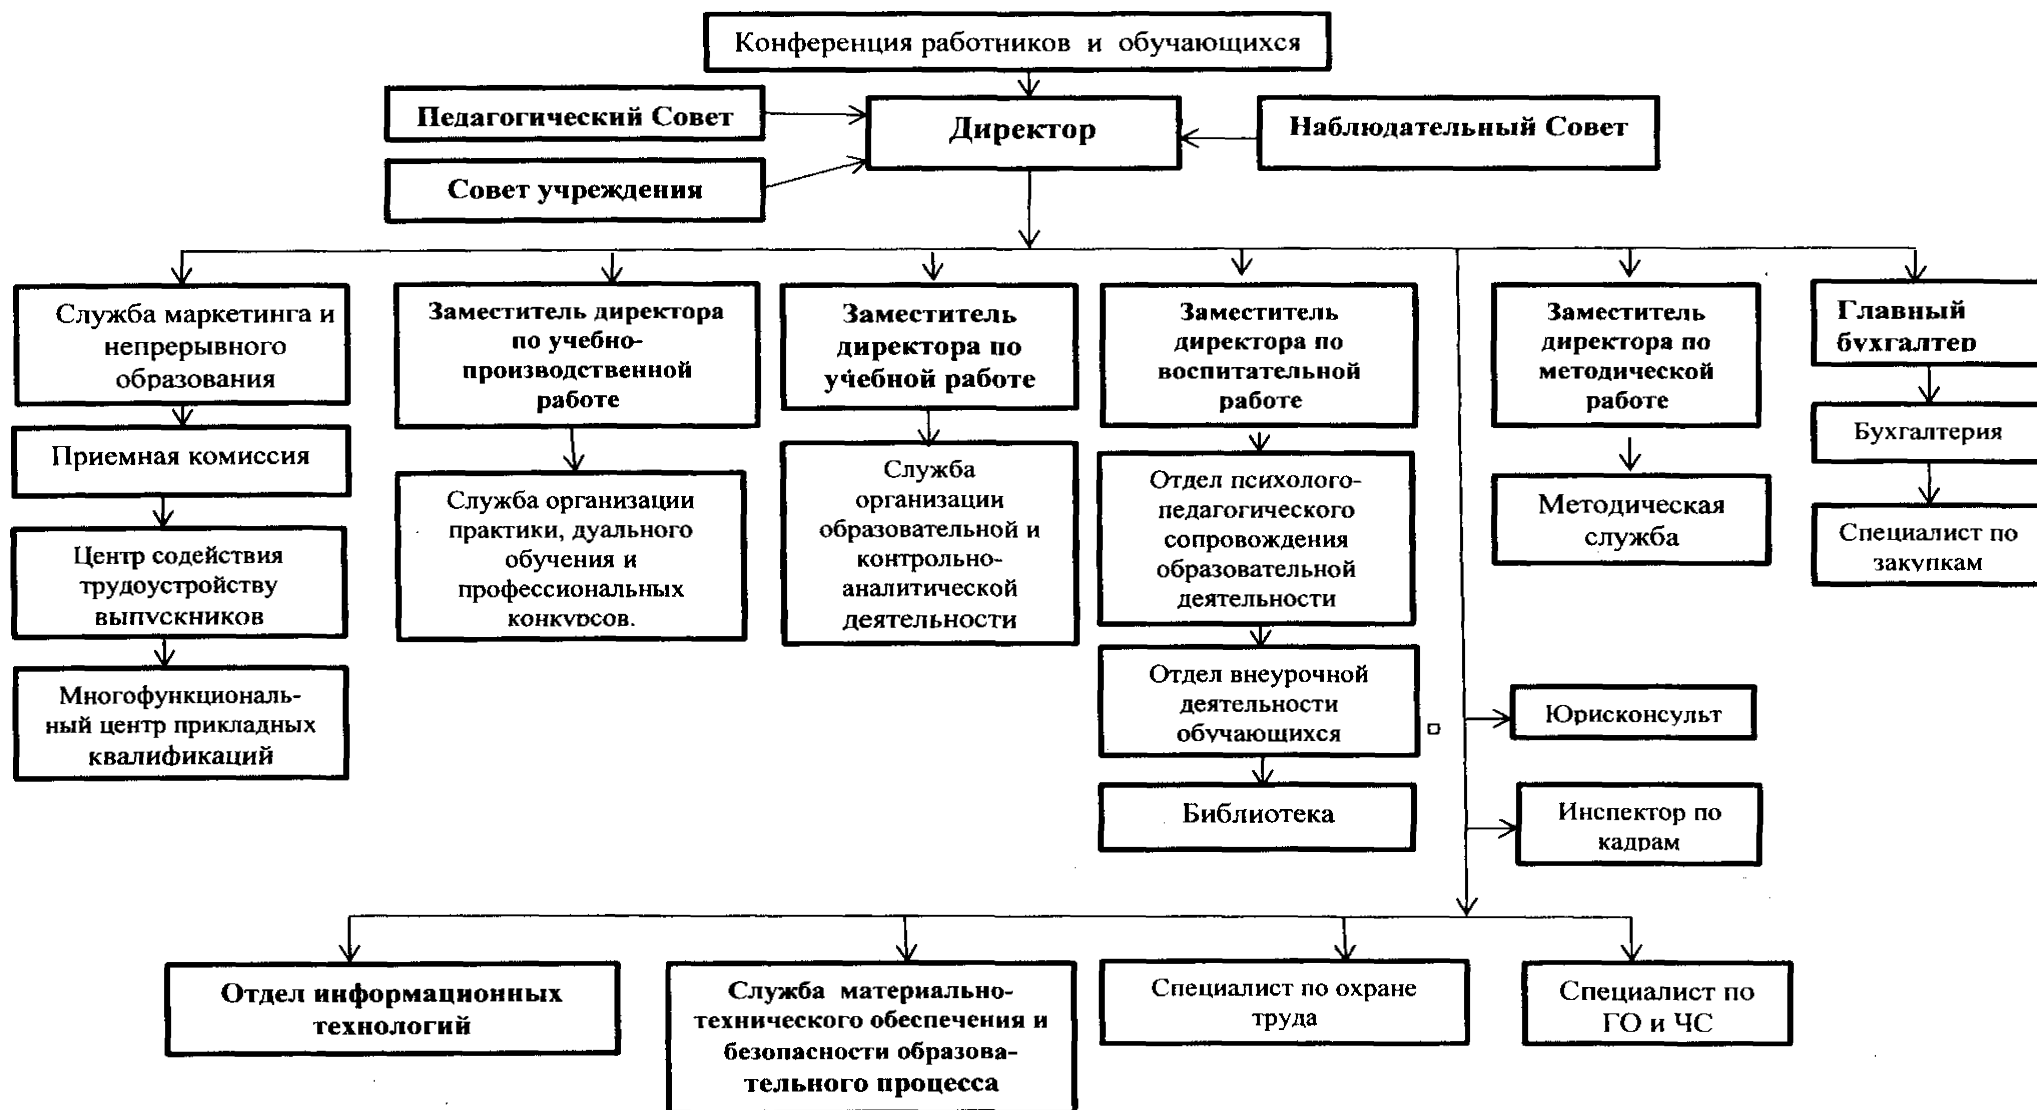 Конференция работников и обучающихся
Педагогический Совет
Директор
Наблюдательный Совет
Совет учреждения
Служба маркетинга и
непрерывного
образования
Заместитель директора
по учебно-
производственной
работе
Заместитель
директора по
учебной работе
Заместитель
директора по
воспитательной
работе
Заместитель
директора по
методической
работе
Главный
бухгалтер
Приемная комиссия
Центр содействия
трудоустройству
выпускников
Многофункциональ-
ный центр прикладных
квалификаций
Служба организации
практики, дуального
обучения и
профессиональных
конкурсов.
Служба
организации
образовательной и
контрольно-
аналитической
деятельности
Отдел психолого-
педагогического
сопровождения
образовательной
деятельности
Отдел внеурочной
деятельности
обучающихся
Библиотека
Методическая
служба
Бухгалтерия
Специалист по
закупкам
Юрисконсульт
Инспектор по
кадрам
Отдел информационных
технологий
Служба материально-
технического обеспечения и
безопасности образова-
тельного процесса
Специалист по охране
труда
Специалист по
ГО и ЧС